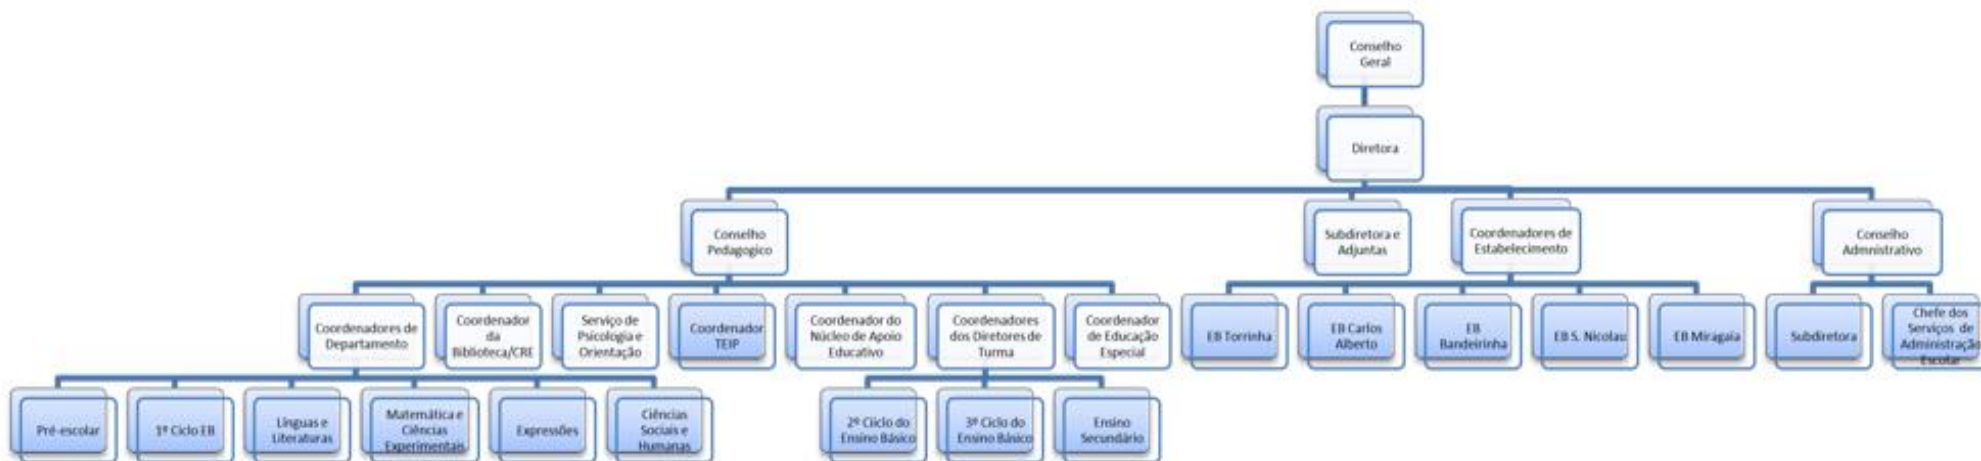 Conselho
Geral
Diretora
Conselho
Pedagogico
Subdiretora e
Adjuntas
Coordenadores de
Estabelecimento
Conselho
Admnistrativo
Coordenadores de
Departamento
Coordenador
da
Biblioteca/CRE
Serviço de
Psicologia e
Orientação
Coordenador
TEIP
Coordenador do
Núcleo de Apoio
Educativo
Coordenadores
dos Diretores de
Turma
Coordenador
de Educação
Especial
EB Torrinha
EB Carlos
Alberto
EB
Bandeirinha
EB S. Nicolau
EB Miragaia
Subdiretora
Chefe dos
Serviços de
Administração
Escolar
Pré-escolar
1º Ciclo EB
Línguas e
Literaturas
Matemática e
Ciências
Experimentais
Expressões
Ciências
Sociais e
Humanas
2º Ciclo do
Ensino Básico
3º Ciclo do
Ensino Básico
Ensino
Secundário